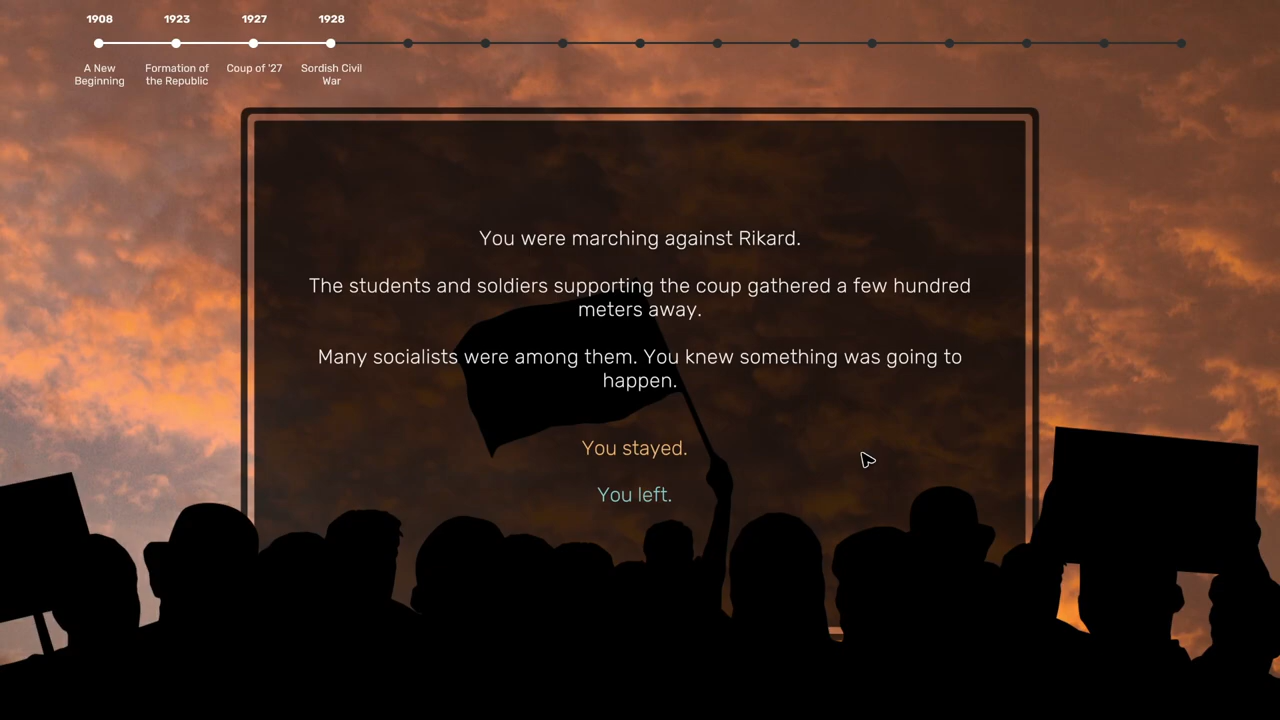 1908
1923
1927
1928
A New
Beginning
Formation of
the Republic
Coup of '27
Sordish Civil
War
You were marching against Rikard.
The students and soldiers supporting the coup gathered a few hundred
meters away.
Many socialists were among them. You knew something was going to
happen.
You stayed.
You left.